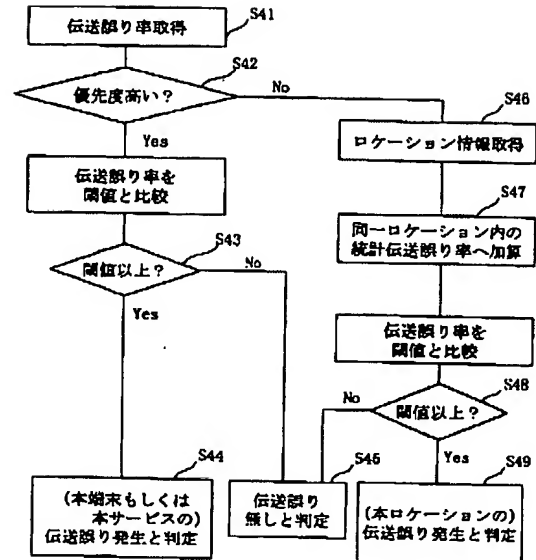 伝送誤り率取得
S41
優先度高い？
S42
No
Yes
伝送誤り率を
閾値と比較
S43
閾値以上？
No
Yes
S44
(本端末もしくは
本サービスの)
伝送誤り発生と判定
S45
伝送誤り
無しと判定
S46
ロケーション情報取得
S47
同一ロケーション内の
統計伝送誤り率へ加算
伝送誤り率を
閾値と比較
S48
閾値以上？
No
Yes
S49
(本ロケーションの)
伝送誤り発生と判定